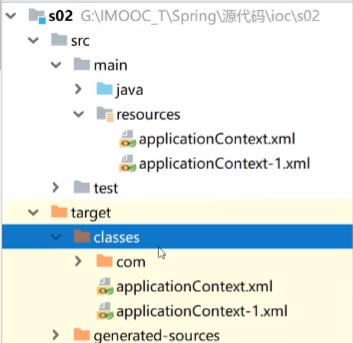 s02 G:\IMOOC_T\Spring\源代码\ioc\s02
src
main
java
resources
applicationContext.xml
applicationContext-1.xml
test
target
classes
com
applicationContext.xml
applicationContext-1.xml
generated-sources